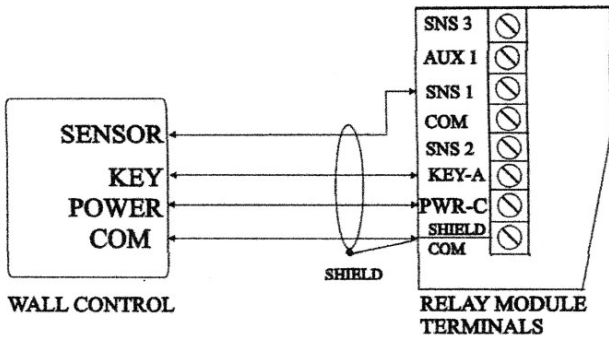 SENSOR
KEY
POWER
COM
WALL CONTROL
SHIELD
SNS 3
AUX 1
SNS 1
COM
SNS 2
KEY-A
PWR-C
SHIELD
COM
RELAY MODULE
TERMINALS